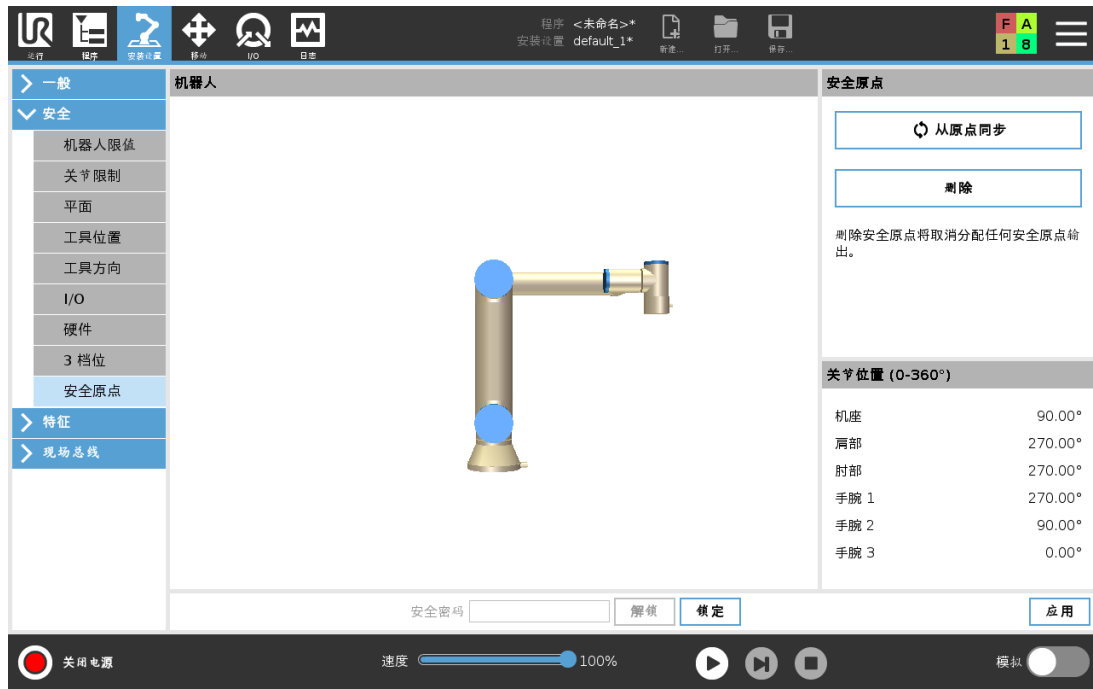 UR
运行
程序
安装设置
移动
I/O
日志
程序 <未命名>*
安装设置 default_1*
新建...
打开...
保存...
F A
1 8
一般
安全
机器人限值
关节限制
平面
工具位置
工具方向
I/O
硬件
3 档位
安全原点
特征
现场总线
机器人
安全原点
从原点同步
删除
删除安全原点将取消分配任何安全原点输
出。
关节位置 (0-360°)
机座 90.00°
肩部 270.00°
肘部 270.00°
手腕 1 270.00°
手腕 2 90.00°
手腕 3 0.00°
安全密码 解锁 锁定 应用
关闭电源 速度 100% 模拟